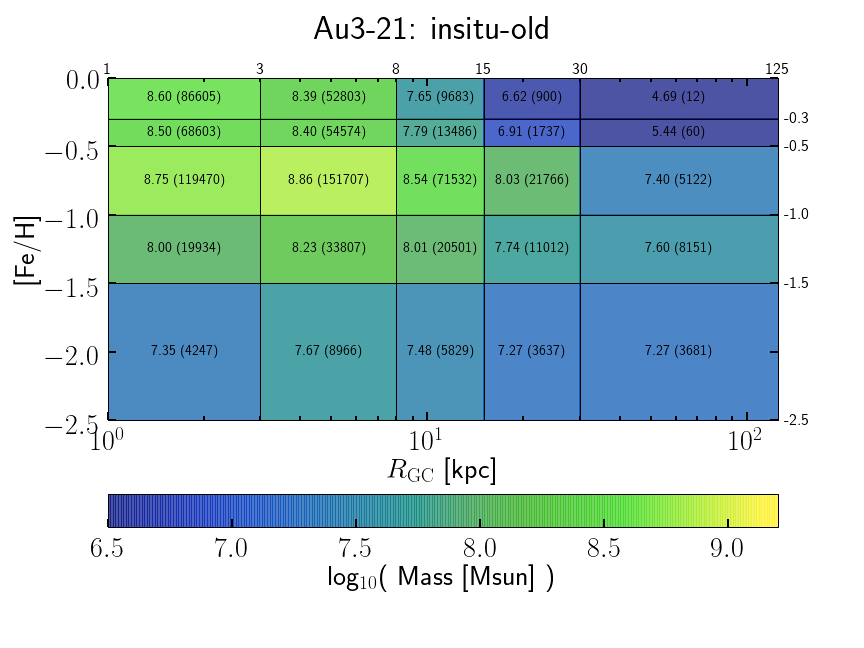 Au3-21: insitu-old
1 3 8 15 30 125
0.0 8.60 (86605) 8.39 (52803) 7.65 (9683) 6.62 (900) 4.69 (12)
-0.3
8.50 (68603) 8.40 (54574) 7.79 (13486) 6.91 (1737) 5.44 (60)
−0.5 -0.5
8.75 (119470) 8.86 (151707) 8.54 (71532) 8.03 (21766) 7.40 (5122)
−1.0 -1.0
[Fe/H]
8.00 (19934) 8.23 (33807) 8.01 (20501) 7.74 (11012) 7.60 (8151)
−1.5 -1.5
7.35 (4247) 7.67 (8966) 7.48 (5829) 7.27 (3637) 7.27 (3681)
−2.0
−2.5 -2.5
10⁰ 10¹ 10²
R_GC [kpc]
6.5 7.0 7.5 8.0 8.5 9.0
log₁₀( Mass [Msun] )